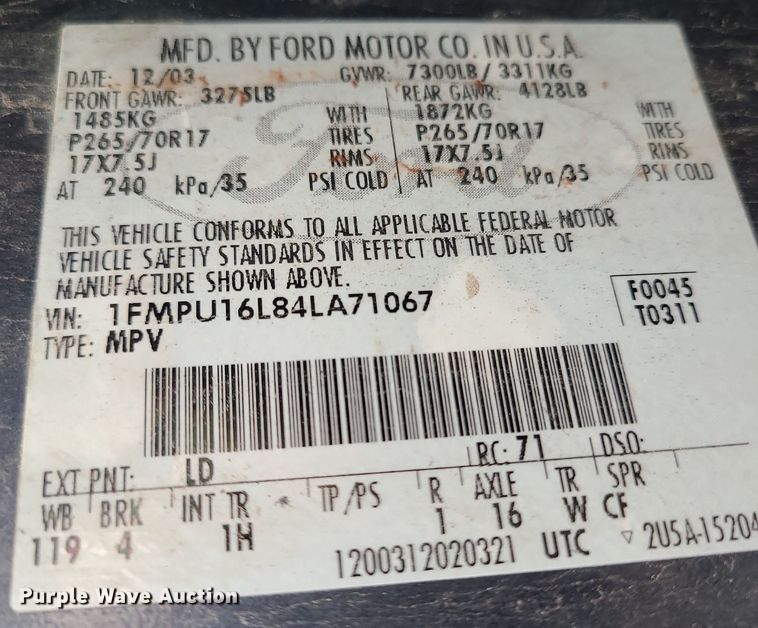 MFD. BY FORD MOTOR CO. IN U.S.A.
DATE: 12/03 GVWR: 7300LB / 3311KG
FRONT GAWR: 3275LB REAR GAWR: 4128LB
1485KG WITH 1872KG WITH
P265/70R17 TIRES P265/70R17 TIRES
17X7.5J RIMS 17X7.5J RIMS
AT 240 kPa/35 PSI COLD AT 240 kPa/35 PSI COLD
Ford
THIS VEHICLE CONFORMS TO ALL APPLICABLE FEDERAL MOTOR
VEHICLE SAFETY STANDARDS IN EFFECT ON THE DATE OF
MANUFACTURE SHOWN ABOVE.
VIN: 1FMPU16L84LA71067 F0045
TYPE: MPV T0311
EXT PNT: LD RC: 71 DSO:
WB BRK INT TR TP/PS R AXLE TR SPR
119 4 1H 1 16 W CF
1200312020321 UTC 2U5A-15204
Purple Wave Auction